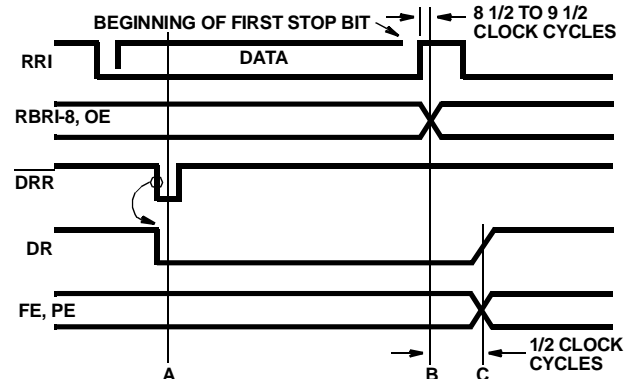 BEGINNING OF FIRST STOP BIT
8 1/2 TO 9 1/2
CLOCK CYCLES
RRI
DATA
RBRI-8, OE
DRR
DR
FE, PE
1/2 CLOCK
CYCLES
A
B
C